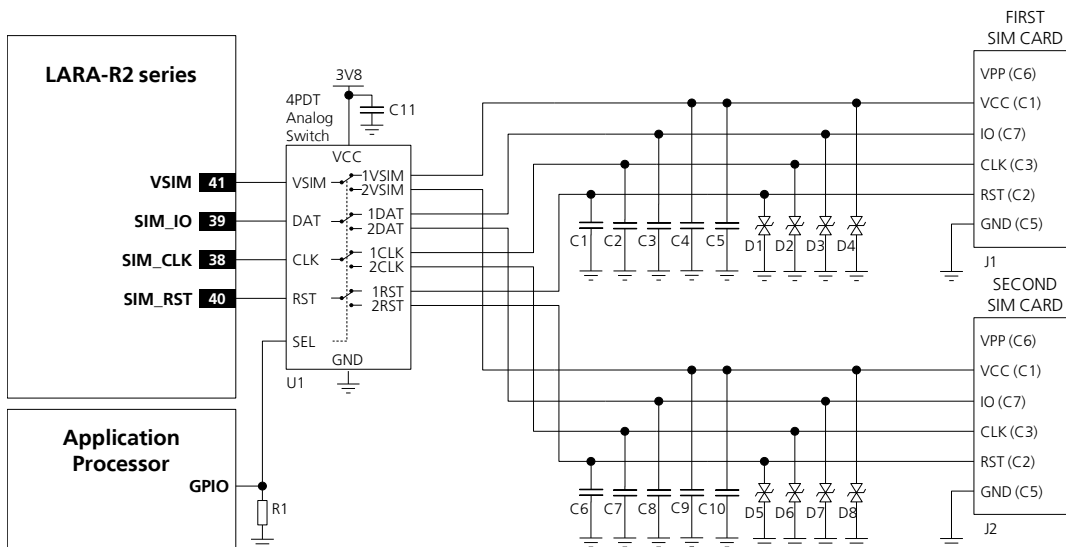 LARA-R2 series
VSIM 41
SIM_IO 39
SIM_CLK 38
SIM_RST 40
Application
Processor
GPIO
R1
3V8
C11
4PDT
Analog
Switch
VCC
VSIM
1VSIM
2VSIM
DAT
1DAT
2DAT
CLK
1CLK
2CLK
RST
1RST
2RST
SEL
GND
U1
FIRST
SIM CARD
VPP (C6)
VCC (C1)
IO (C7)
CLK (C3)
RST (C2)
GND (C5)
J1
C1 C2 C3 C4 C5 D1 D2 D3 D4
SECOND
SIM CARD
VPP (C6)
VCC (C1)
IO (C7)
CLK (C3)
RST (C2)
GND (C5)
J2
C6 C7 C8 C9 C10 D5 D6 D7 D8